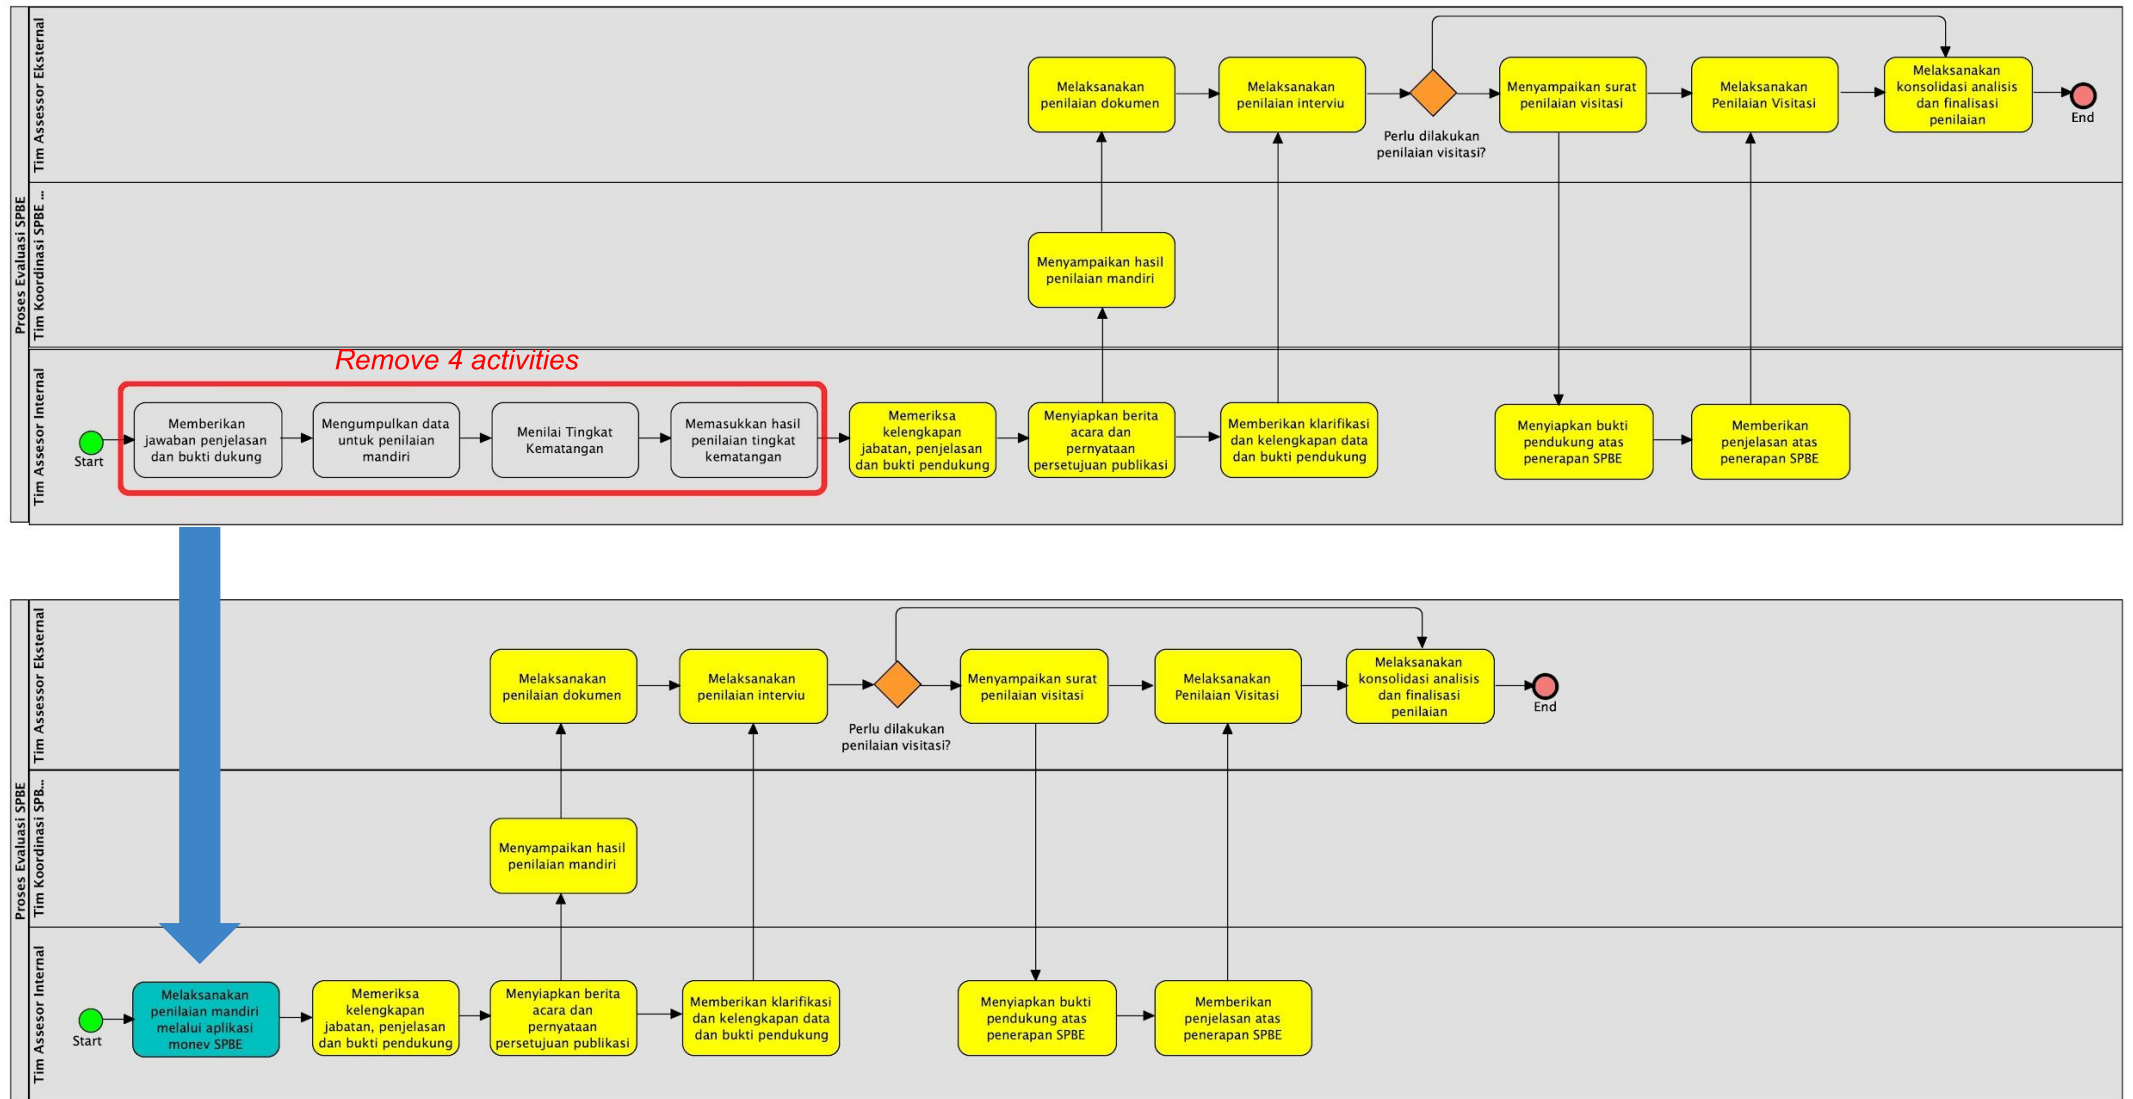 Proses Evaluasi SPBE
Tim Assessor Eksternal
Melaksanakan
penilaian dokumen
Melaksanakan
penilaian interviu
Perlu dilakukan
penilaian visitasi?
Menyampaikan surat
penilaian visitasi
Melaksanakan
Penilaian Visitasi
Melaksanakan
konsolidasi analisis
dan finalisasi
penilaian
End
Tim Koordinasi SPBE ...
Menyampaikan hasil
penilaian mandiri
Tim Assesor Internal
Remove 4 activities
Start
Memberikan
jawaban penjelasan
dan bukti dukung
Mengumpulkan data
untuk penilaian
mandiri
Menilai Tingkat
Kematangan
Memasukkan hasil
penilaian tingkat
kematangan
Memeriksa
kelengkapan
jabatan, penjelasan
dan bukti pendukung
Menyiapkan berita
acara dan
pernyataan
persetujuan publikasi
Memberikan klarifikasi
dan kelengkapan data
dan bukti pendukung
Menyiapkan bukti
pendukung atas
penerapan SPBE
Memberikan
penjelasan atas
penerapan SPBE
Proses Evaluasi SPBE
Tim Assessor Eksternal
Melaksanakan
penilaian dokumen
Melaksanakan
penilaian interviu
Perlu dilakukan
penilaian visitasi?
Menyampaikan surat
penilaian visitasi
Melaksanakan
Penilaian Visitasi
Melaksanakan
konsolidasi analisis
dan finalisasi
penilaian
End
Tim Koordinasi SPB...
Menyampaikan hasil
penilaian mandiri
Tim Assesor Internal
Start
Melaksanakan
penilaian mandiri
melalui aplikasi
monev SPBE
Memeriksa
kelengkapan
jabatan, penjelasan
dan bukti pendukung
Menyiapkan berita
acara dan
pernyataan
persetujuan publikasi
Memberikan klarifikasi
dan kelengkapan data
dan bukti pendukung
Menyiapkan bukti
pendukung atas
penerapan SPBE
Memberikan
penjelasan atas
penerapan SPBE